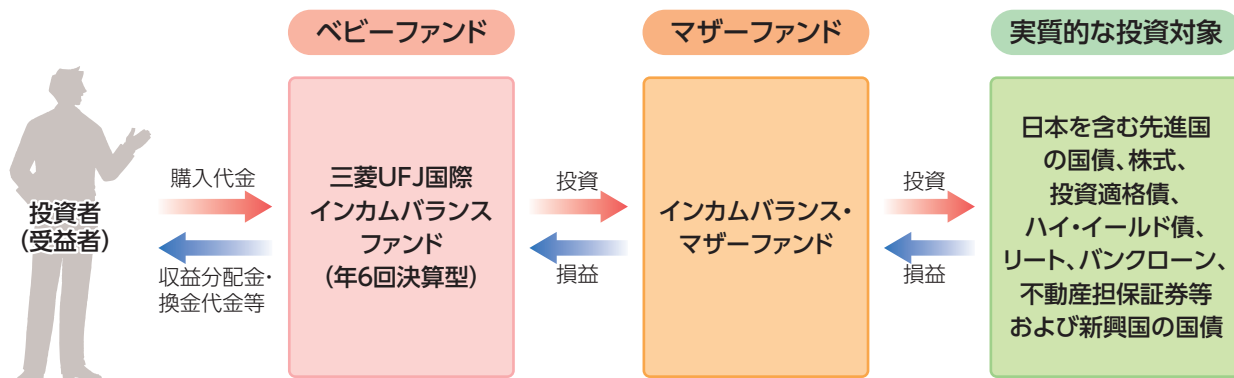 ベビーファンド
マザーファンド
実質的な投資対象
投資者
(受益者)
購入代金
収益分配金・
換金代金等
三菱UFJ国際
インカムバランス
ファンド
(年6回決算型)
投資
損益
インカムバランス・
マザーファンド
投資
損益
日本を含む先進国
の国債、株式、
投資適格債、
ハイ・イールド債、
リート、バンクローン、
不動産担保証券等
および新興国の国債